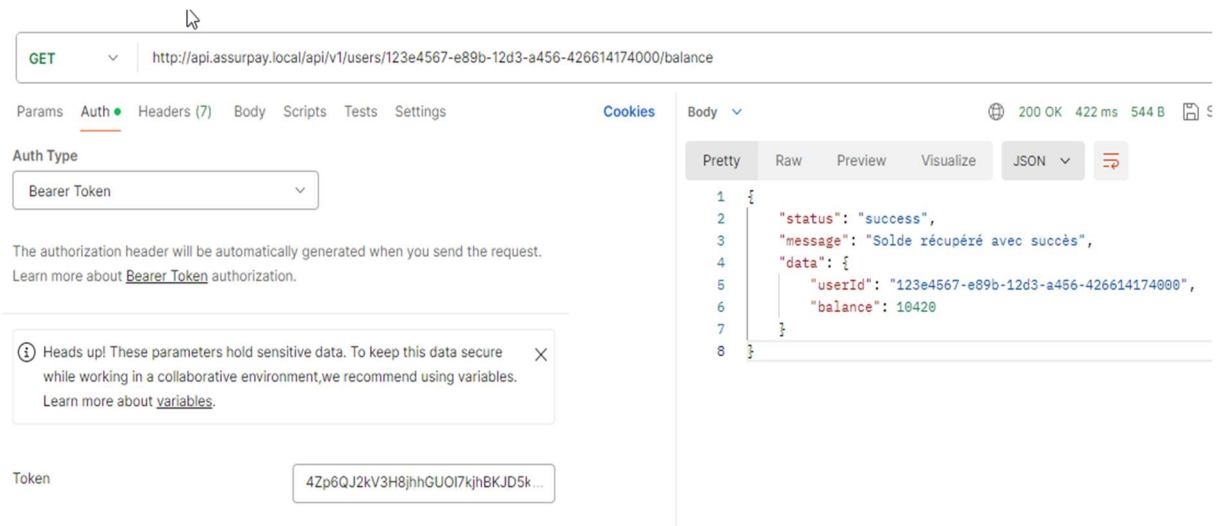 GET http://api.assurpay.local/api/v1/users/123e4567-e89b-12d3-a456-426614174000/balance
Params Auth Headers (7) Body Scripts Tests Settings Cookies
Auth Type
Bearer Token
The authorization header will be automatically generated when you send the request.
Learn more about Bearer Token authorization.
Heads up! These parameters hold sensitive data. To keep this data secure
while working in a collaborative environment,we recommend using variables.
Learn more about variables.
Token 4Zp6QJ2kV3H8jhhGUOI7kjhBKJD5k...
Body 200 OK 422 ms 544 B S
Pretty Raw Preview Visualize JSON
1 {
2 "status": "success",
3 "message": "Solde récupéré avec succès",
4 "data": {
5 "userId": "123e4567-e89b-12d3-a456-426614174000",
6 "balance": 10420
7 }
8 }